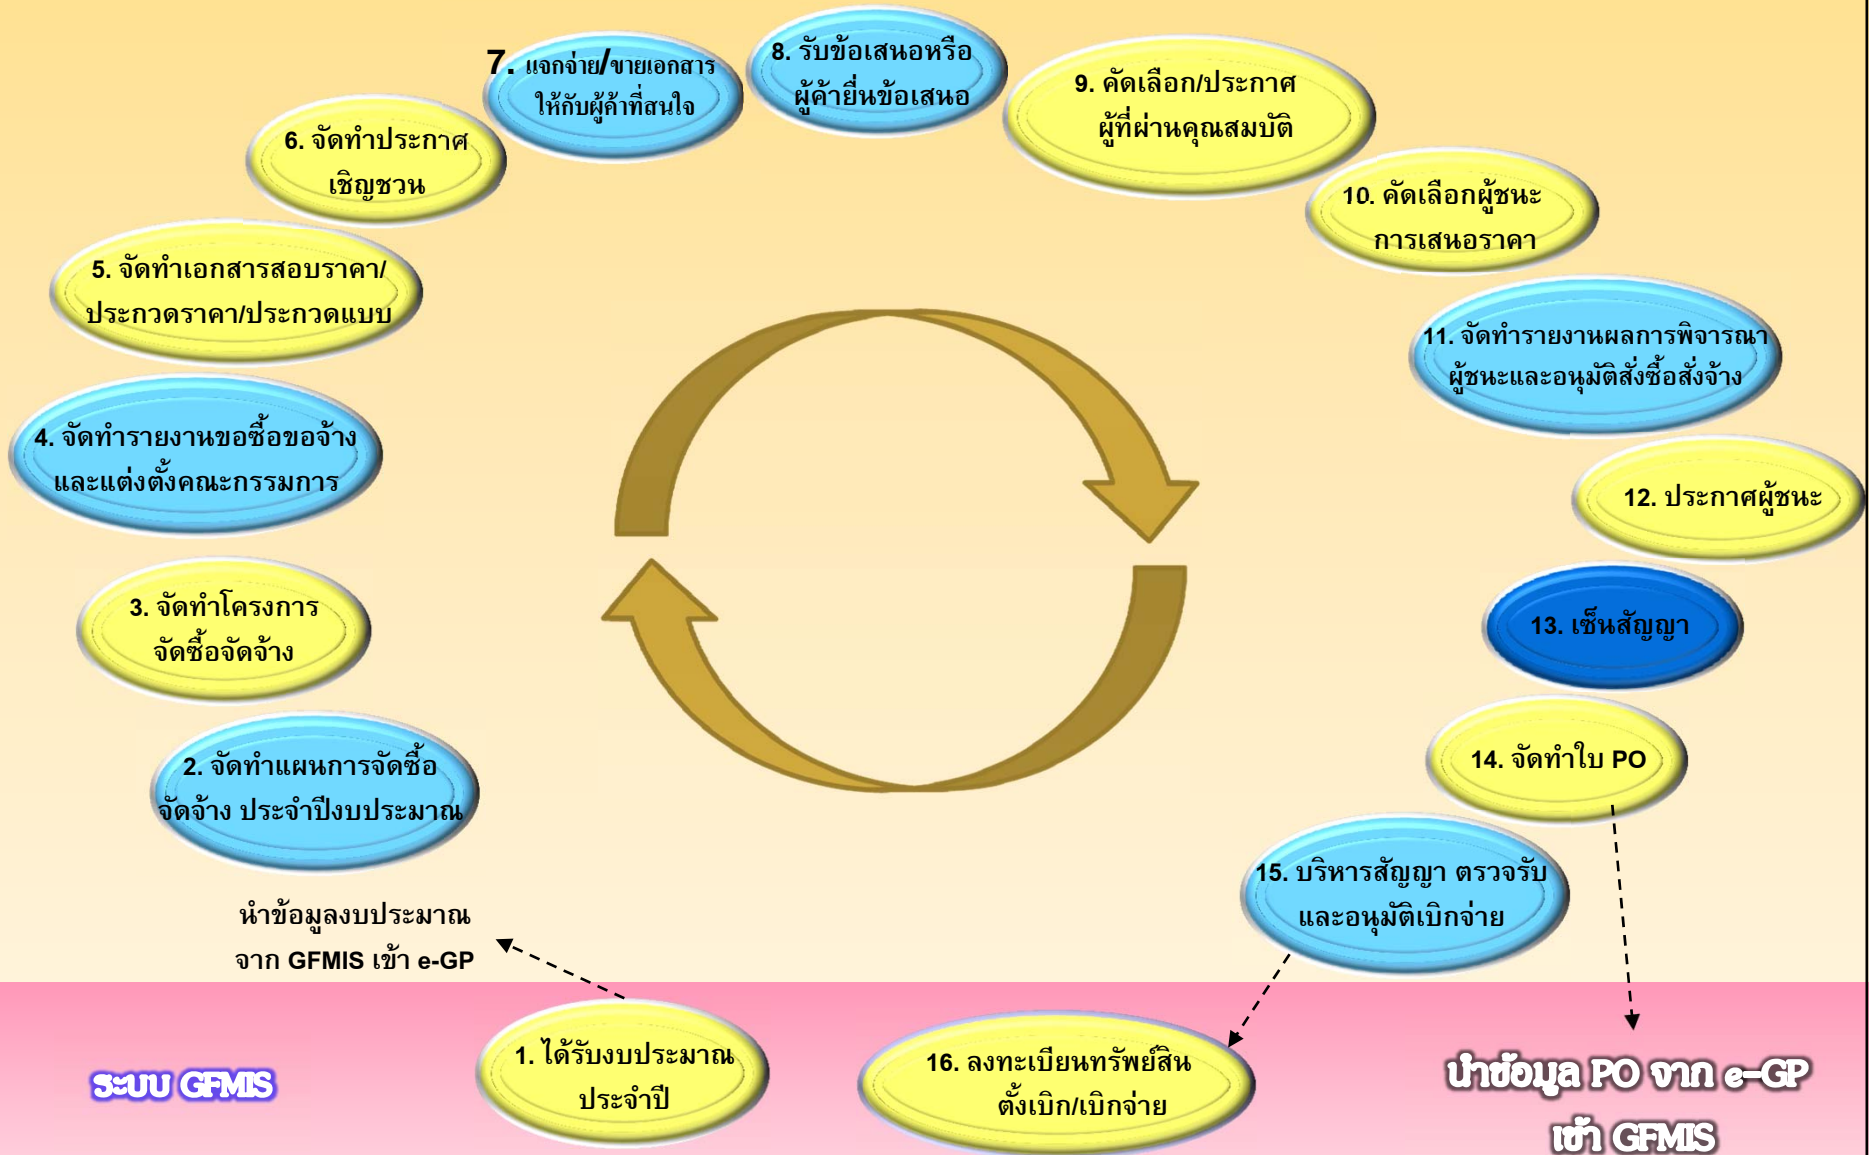 7. แจกจ่าย/ขายเอกสาร
ให้กับผู้ค้าที่สนใจ
8. รับข้อเสนอหรือ
ผู้ค้ายื่นข้อเสนอ
9. คัดเลือก/ประกาศ
ผู้ที่ผ่านคุณสมบัติ
6. จัดทำประกาศ
เชิญชวน
10. คัดเลือกผู้ชนะ
การเสนอราคา
5. จัดทำเอกสารสอบราคา/
ประกวดราคา/ประกวดแบบ
11. จัดทำรายงานผลการพิจารณา
ผู้ชนะและอนุมัติสั่งซื้อสั่งจ้าง
4. จัดทำรายงานขอซื้อขอจ้าง
และแต่งตั้งคณะกรรมการ
12. ประกาศผู้ชนะ
3. จัดทำโครงการ
จัดซื้อจัดจ้าง
13. เซ็นสัญญา
2. จัดทำแผนการจัดซื้อ
จัดจ้าง ประจำปีงบประมาณ
14. จัดทำใบ PO
15. บริหารสัญญา ตรวจรับ
และอนุมัติเบิกจ่าย
นำข้อมูลงบประมาณ
จาก GFMIS เข้า e-GP
1. ได้รับงบประมาณ
ประจำปี
16. ลงทะเบียนทรัพย์สิน
ตั้งเบิก/เบิกจ่าย
ระบบ GFMIS
นำข้อมูล PO จาก e-GP
เข้า GFMIS